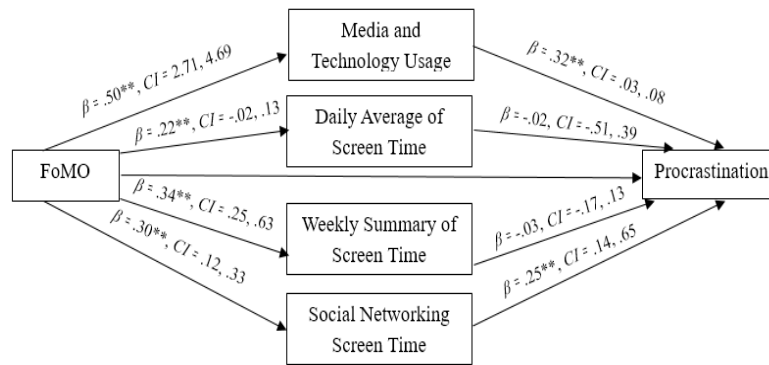 Media and
Technology Usage
β = .50**, CI = 2.71, 4.69
β = .32**, CI = .03, .08
Daily Average of
Screen Time
β = .22**, CI = -.02, .13
β = -.02, CI = -.51, .39
FoMO
Procrastination
β = .34**, CI = .25, .63
Weekly Summary of
Screen Time
β = -.03, CI = -.17, .13
β = .30**, CI = .12, .33
β = .25**, CI = .14, .65
Social Networking
Screen Time